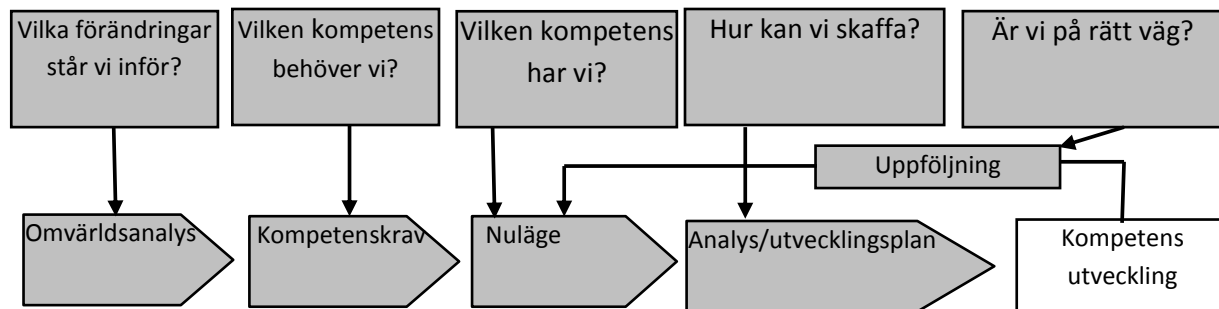 Vilka förändringar
står vi inför?
Vilken kompetens
behöver vi?
Vilken kompetens
har vi?
Hur kan vi skaffa?
Är vi på rätt väg?
Uppföljning
Omvärldsanalys
Kompetenskrav
Nuläge
Analys/utvecklingsplan
Kompetens
utveckling